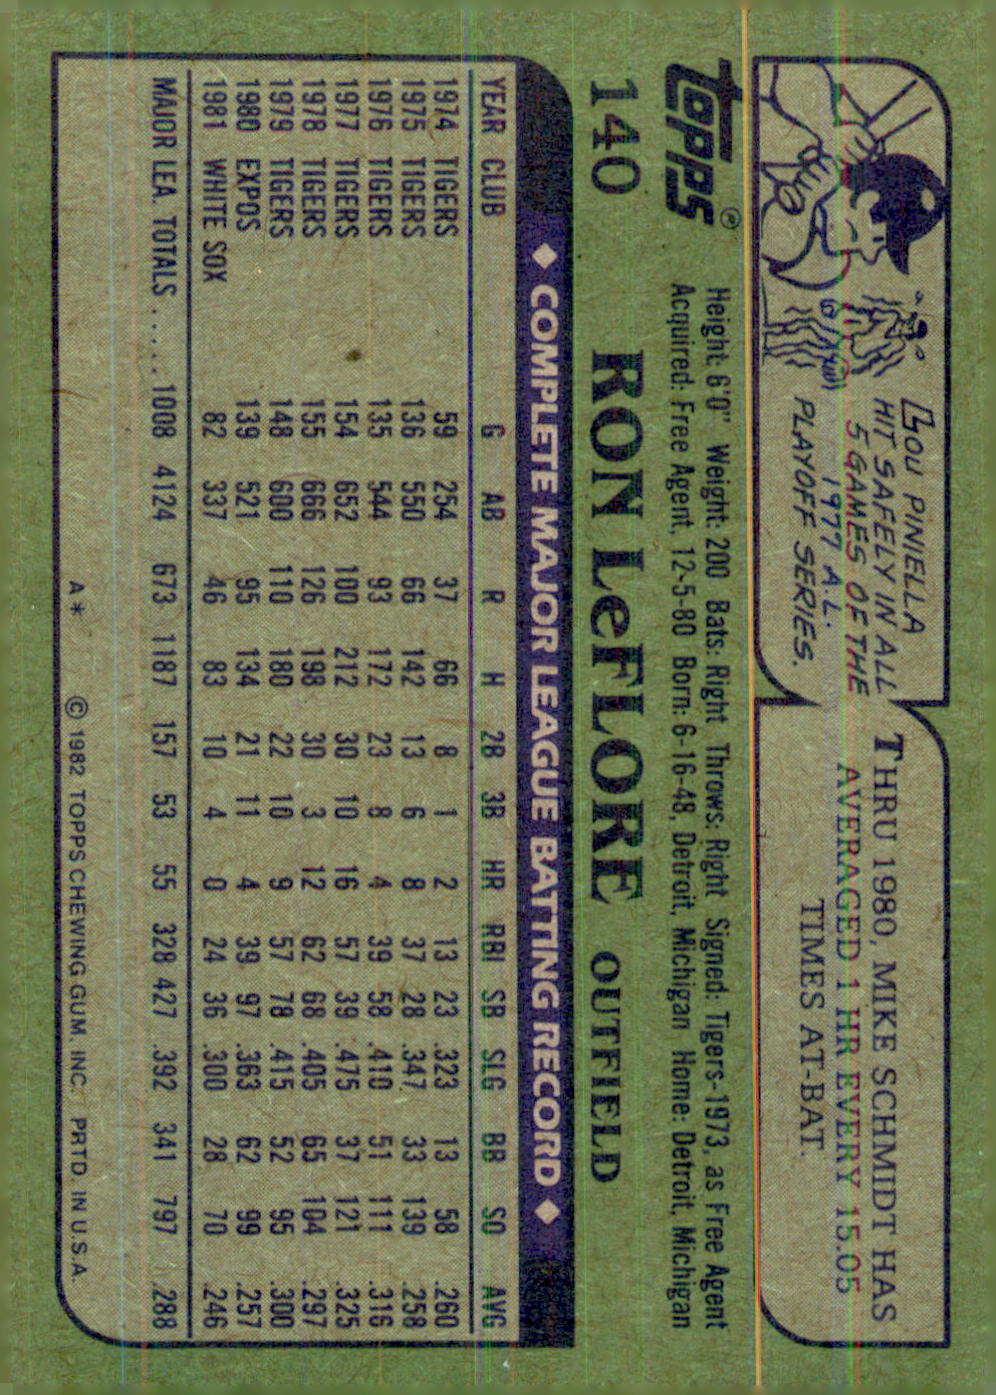 LOU PINIELLA
HIT SAFELY IN ALL
5 GAMES OF THE
1977 A.L.
PLAYOFF SERIES.
THRU 1980, MIKE SCHMIDT HAS
AVERAGED 1 HR EVERY 15.05
TIMES AT-BAT.
topps®
Height: 6'0" Weight: 200 Bats: Right Throws: Right Signed: Tigers-1973, as Free Agent
Acquired: Free Agent, 12-5-80 Born: 6-16-48, Detroit, Michigan Home: Detroit, Michigan
140 RON LeFLORE OUTFIELD
◆ COMPLETE MAJOR LEAGUE BATTING RECORD ◆
YEAR CLUB G AB R H 2B 3B HR RBI SB SLG BB SO AVG
1974 TIGERS 59 254 37 66 8 1 2 13 23 .323 13 58 .260
1975 TIGERS 136 550 66 142 13 6 8 37 28 .347 33 139 .258
1976 TIGERS 135 544 93 172 23 8 4 39 58 .410 51 111 .316
1977 TIGERS 154 652 100 212 30 10 16 57 39 .475 37 121 .325
1978 TIGERS 155 666 126 198 30 3 12 62 68 .405 65 104 .297
1979 TIGERS 148 600 110 180 22 10 9 57 78 .415 52 95 .300
1980 EXPOS 139 521 95 134 21 11 4 39 97 .363 62 99 .257
1981 WHITE SOX 82 337 46 83 10 4 0 24 36 .300 28 70 .246
MAJOR LEA. TOTALS ..... 1008 4124 673 1187 157 53 55 328 427 .392 341 797 .288
A* © 1982 TOPPS CHEWING GUM, INC. PRTD. IN U.S.A.